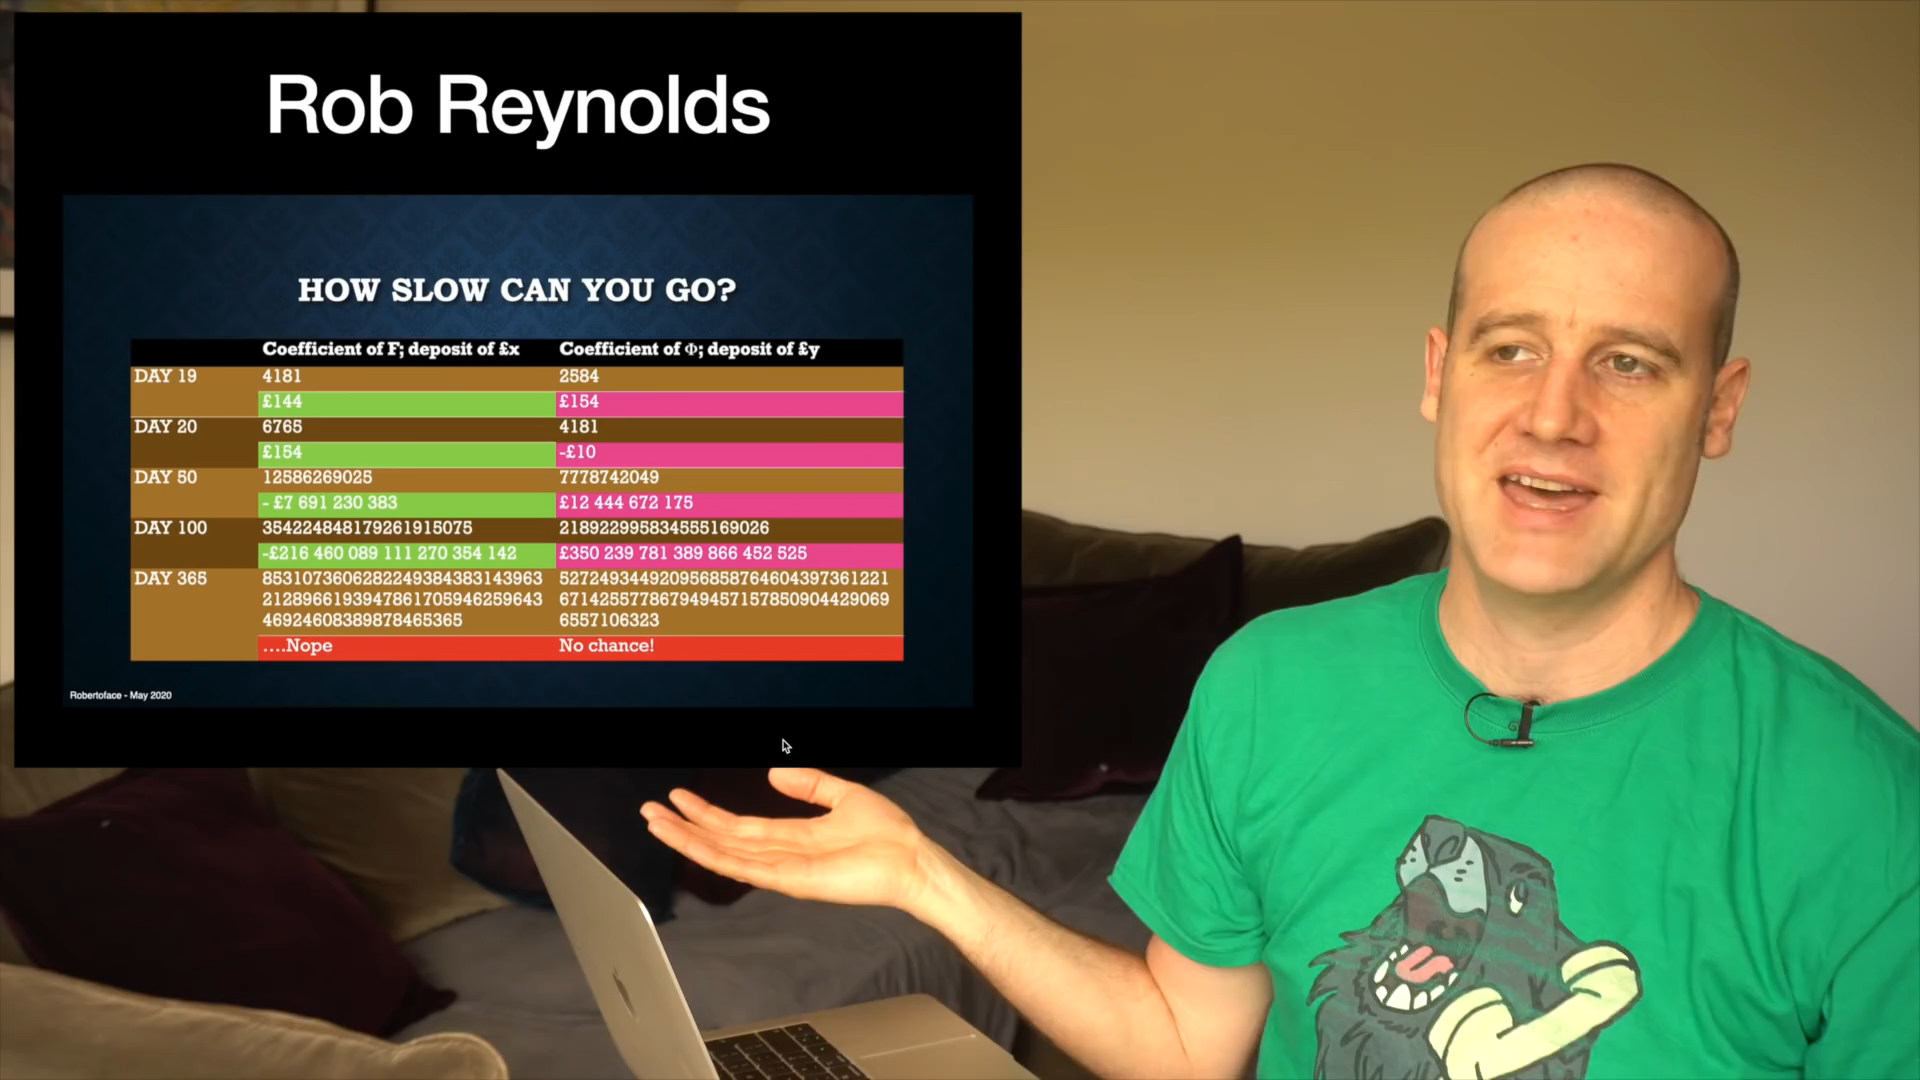 Rob Reynolds
HOW SLOW CAN YOU GO?
Coefficient of F; deposit of £x Coefficient of Φ; deposit of £y
DAY 19 4181 2584
£144 £154
DAY 20 6765 4181
£154 -£10
DAY 50 12586269025 7778742049
- £7 691 230 383 £12 444 672 175
DAY 100 354224848179261915075 218922995834555169026
-£216 460 089 111 270 354 142 £350 239 781 389 866 452 525
DAY 365 8531073606282249384383143963 5272493449209568587646043973612 21
2128966193947861705946259643 67142557786794945715785090442906 9
46924608389878465365 6557106323
....Nope No chance!
Robertoface - May 2020